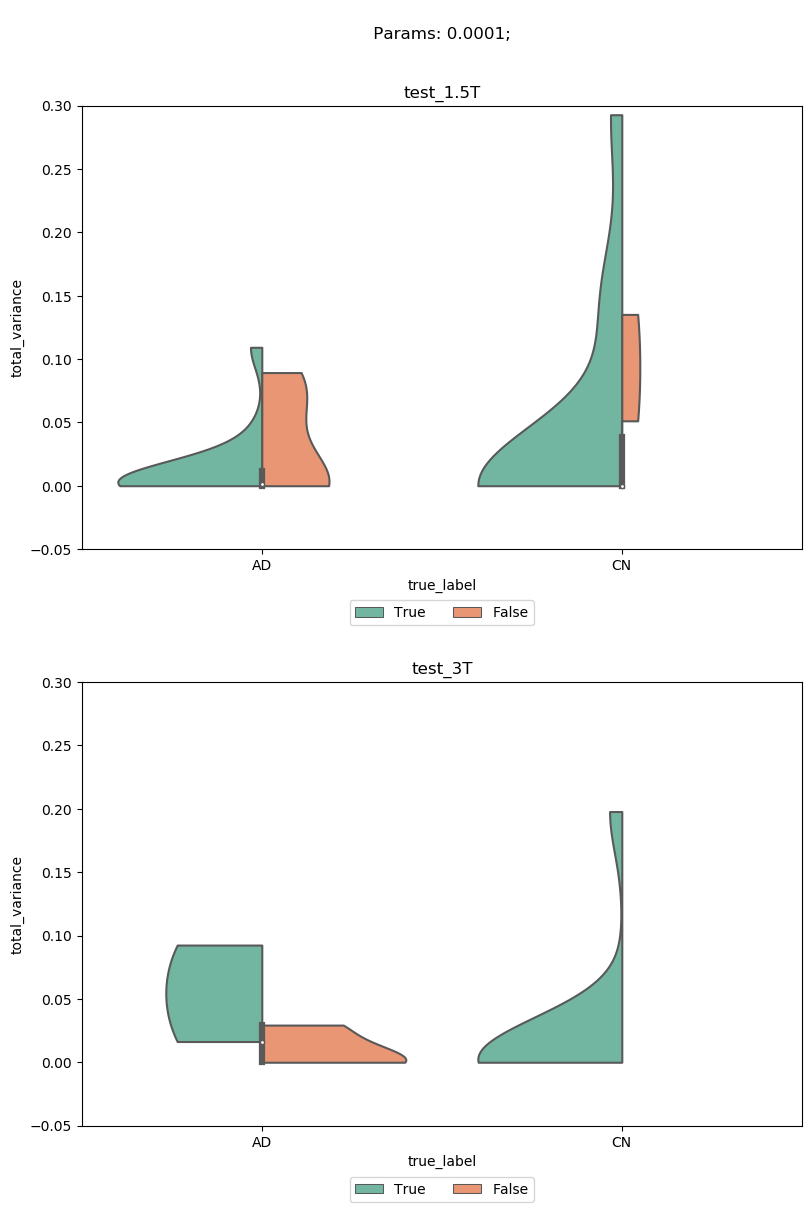 Params: 0.0001;
test_1.5T
0.30
0.25
0.20
0.15
0.10
0.05
0.00
−0.05
total_variance
AD
CN
true_label
True
False
test_3T
0.30
0.25
0.20
0.15
0.10
0.05
0.00
−0.05
total_variance
AD
CN
true_label
True
False